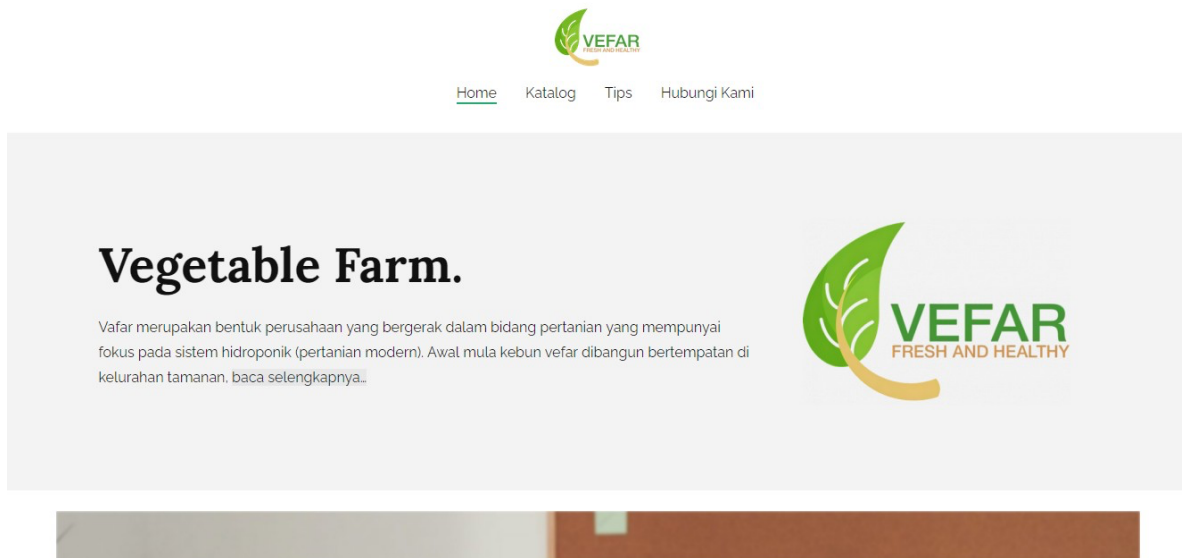 VEFAR
FRESH AND HEALTHY
Home Katalog Tips Hubungi Kami
Vegetable Farm.
Vafar merupakan bentuk perusahaan yang bergerak dalam bidang pertanian yang mempunyai
fokus pada sistem hidroponik (pertanian modern). Awal mula kebun vefar dibangun bertempatan di
kelurahan tamanan, baca selengkapnya...
VEFAR
FRESH AND HEALTHY